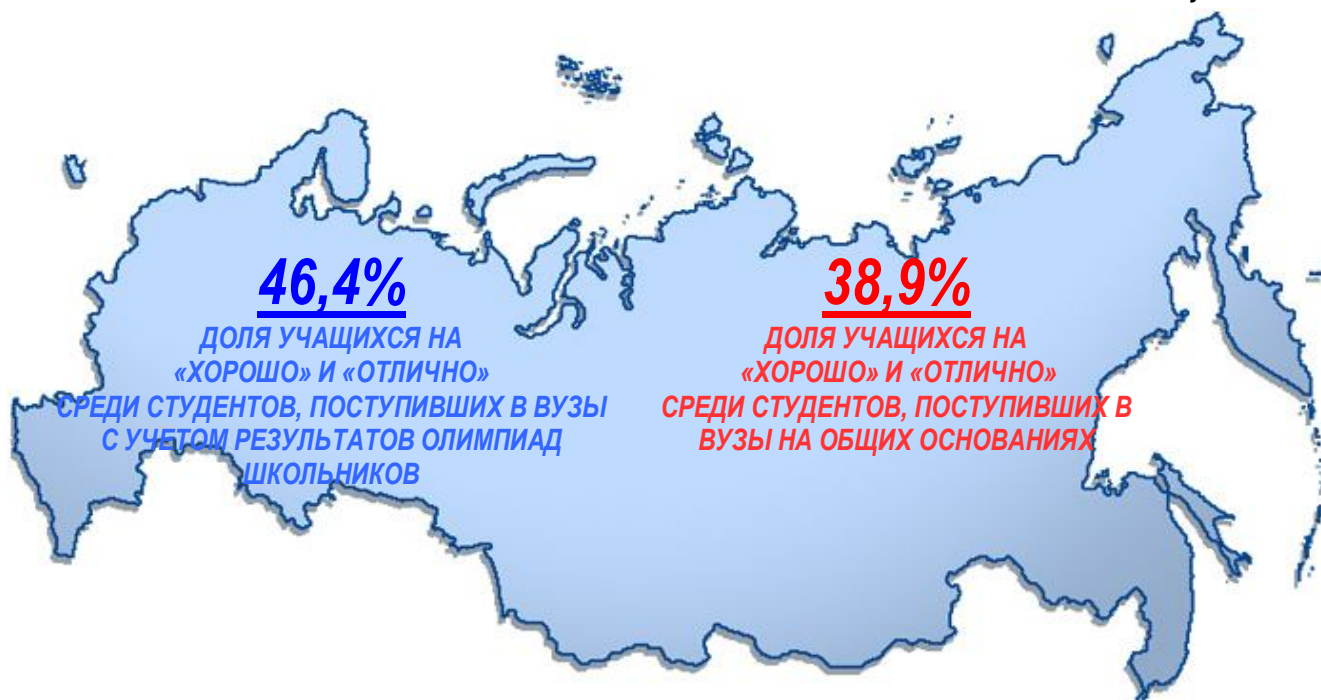 46,4%
ДОЛЯ УЧАЩИХСЯ НА
«ХОРОШО» И «ОТЛИЧНО»
СРЕДИ СТУДЕНТОВ, ПОСТУПИВШИХ В ВУЗЫ
С УЧЕТОМ РЕЗУЛЬТАТОВ ОЛИМПИАД
ШКОЛЬНИКОВ
38,9%
ДОЛЯ УЧАЩИХСЯ НА
«ХОРОШО» И «ОТЛИЧНО»
СРЕДИ СТУДЕНТОВ, ПОСТУПИВШИХ В
ВУЗЫ НА ОБЩИХ ОСНОВАНИЯХ